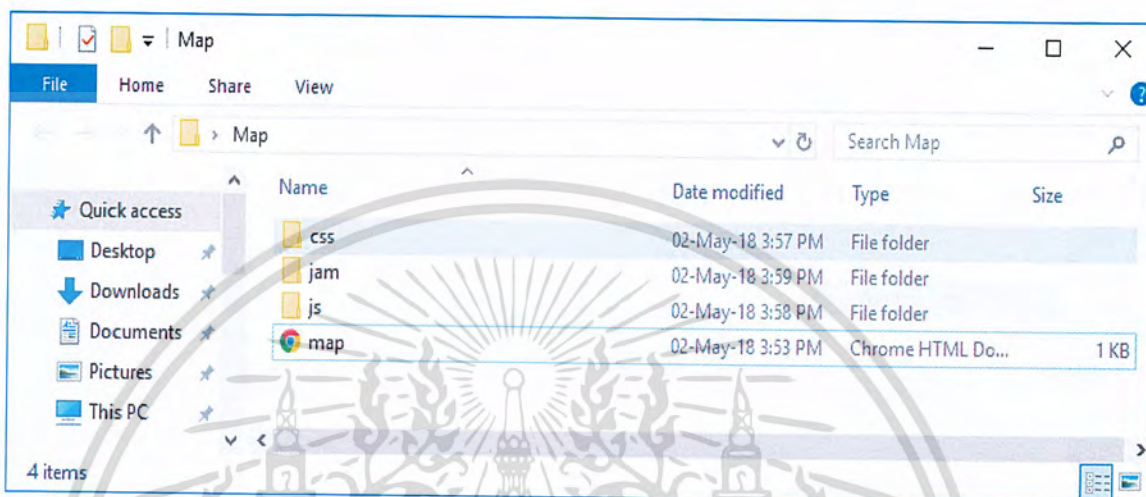 Map
File Home Share View
?
Map
Search Map
Name Date modified Type Size
Quick access
Desktop
Downloads
Documents
Pictures
This PC
css 02-May-18 3:57 PM File folder
jam 02-May-18 3:59 PM File folder
js 02-May-18 3:58 PM File folder
map 02-May-18 3:53 PM Chrome HTML Do... 1 KB
4 items